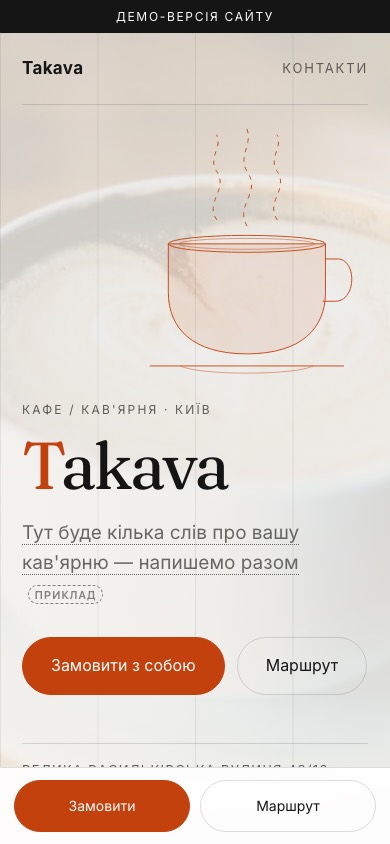 ДЕМО-ВЕРСІЯ САЙТУ
Takava
КОНТАКТИ
КАФЕ / КАВ'ЯРНЯ · КИЇВ
Takava
Тут буде кілька слів про вашу
кав'ярню — напишемо разом
ПРИКЛАД
Замовити з собою
Маршрут
Замовити
Маршрут